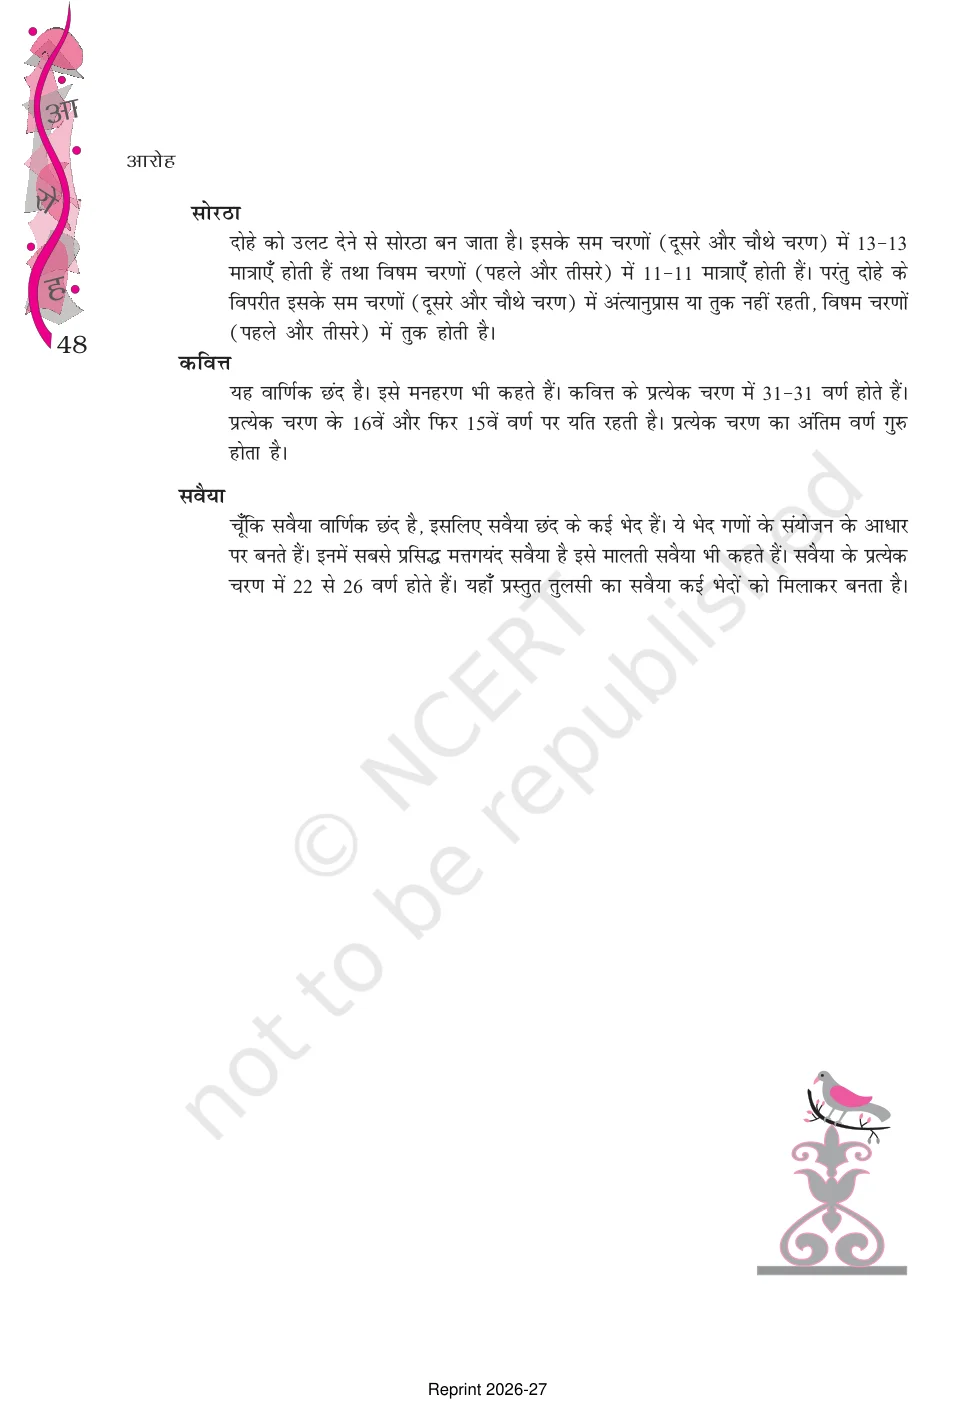 आ
रो
ह
आरोह
48
सोरठा
दोहे को उलट देने से सोरठा बन जाता है। इसके सम चरणों (दूसरे और चौथे चरण) में 13-13
मात्राएँ होती हैं तथा विषम चरणों (पहले और तीसरे) में 11-11 मात्राएँ होती हैं। परंतु दोहे के
विपरीत इसके सम चरणों (दूसरे और चौथे चरण) में अंत्यानुप्रास या तुक नहीं रहती, विषम चरणों
(पहले और तीसरे) में तुक होती है।
कवित्त
यह वार्णिक छंद है। इसे मनहरण भी कहते हैं। कवित्त के प्रत्येक चरण में 31-31 वर्ण होते हैं।
प्रत्येक चरण के 16वें और फिर 15वें वर्ण पर यति रहती है। प्रत्येक चरण का अंतिम वर्ण गुरु
होता है।
सवैया
चूँकि सवैया वार्णिक छंद है, इसलिए सवैया छंद के कई भेद हैं। ये भेद गणों के संयोजन के आधार
पर बनते हैं। इनमें सबसे प्रसिद्ध मत्तगयंद सवैया है इसे मालती सवैया भी कहते हैं। सवैया के प्रत्येक
चरण में 22 से 26 वर्ण होते हैं। यहाँ प्रस्तुत तुलसी का सवैया कई भेदों को मिलाकर बनता है।
© NCERT
not to be republished
Reprint 2026-27